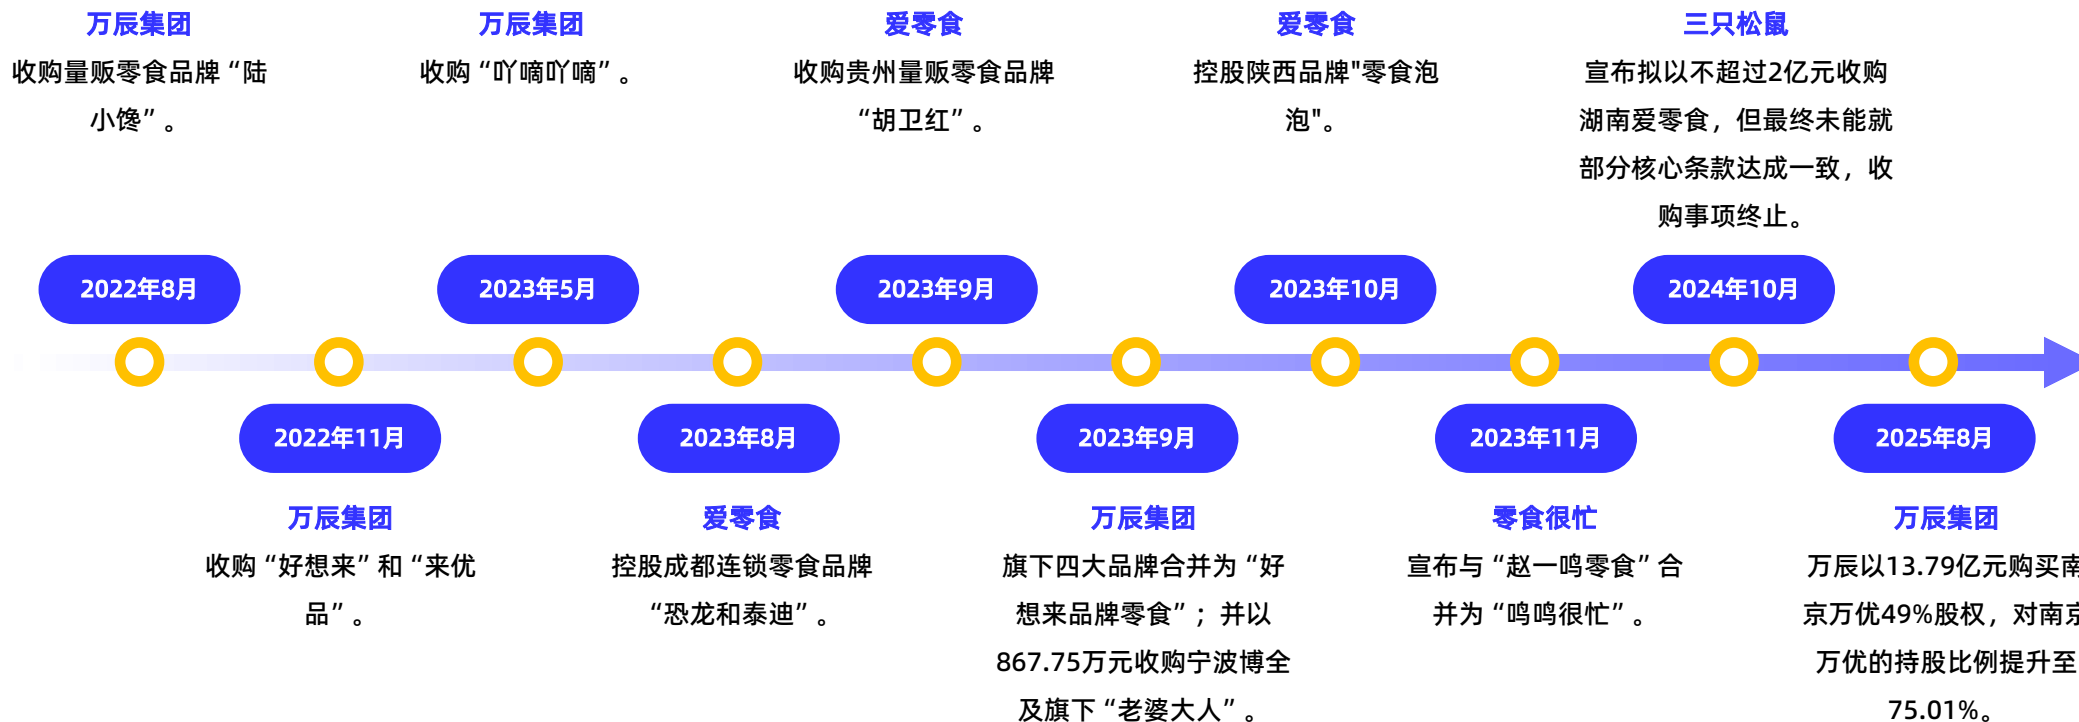 万辰集团
收购量贩零食品牌“陆
小馋”。
万辰集团
收购“吖嘀吖嘀”。
爱零食
收购贵州量贩零食品牌
“胡卫红”。
爱零食
控股陕西品牌"零食泡
泡"。
三只松鼠
宣布拟以不超过2亿元收购
湖南爱零食，但最终未能就
部分核心条款达成一致，收
购事项终止。
2022年8月
2023年5月
2023年9月
2023年10月
2024年10月
2022年11月
2023年8月
2023年9月
2023年11月
2025年8月
万辰集团
收购“好想来”和“来优
品”。
爱零食
控股成都连锁零食品牌
“恐龙和泰迪”。
万辰集团
旗下四大品牌合并为“好
想来品牌零食”；并以
867.75万元收购宁波博全
及旗下“老婆大人”。
零食很忙
宣布与“赵一鸣零食”合
并为“鸣鸣很忙”。
万辰集团
万辰以13.79亿元购买南
京万优49%股权，对南京
万优的持股比例提升至
75.01%。